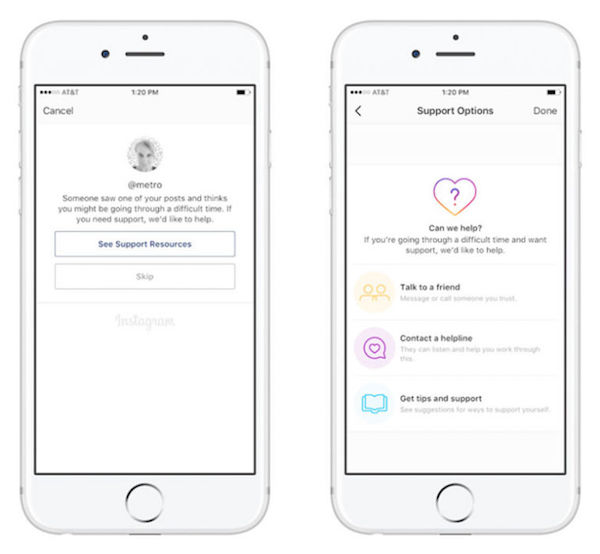 AT&T 1:20 PM
Cancel
@metro
Someone saw one of your posts and thinks
you might be going through a difficult time. If
you need support, we'd like to help.
See Support Resources
Skip
Instagram
AT&T 1:20 PM
Support Options Done
Can we help?
If you're going through a difficult time and want
support, we'd like to help.
Talk to a friend
Message or call someone you trust.
Contact a helpline
They can listen and help you work through
this.
Get tips and support
See suggestions for ways to support yourself.